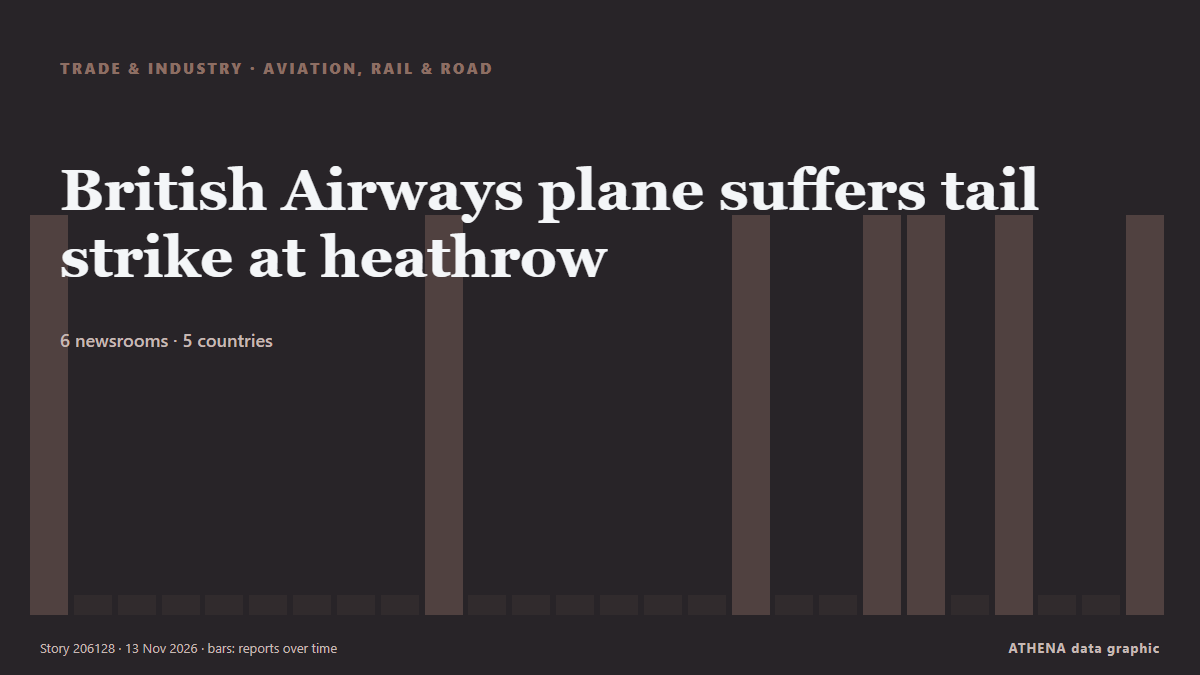 TRADE & INDUSTRY · AVIATION, RAIL & ROAD
British Airways plane suffers tail
strike at heathrow
6 newsrooms · 5 countries
Story 206128 · 13 Nov 2026 · bars: reports over time
ATHENA data graphic